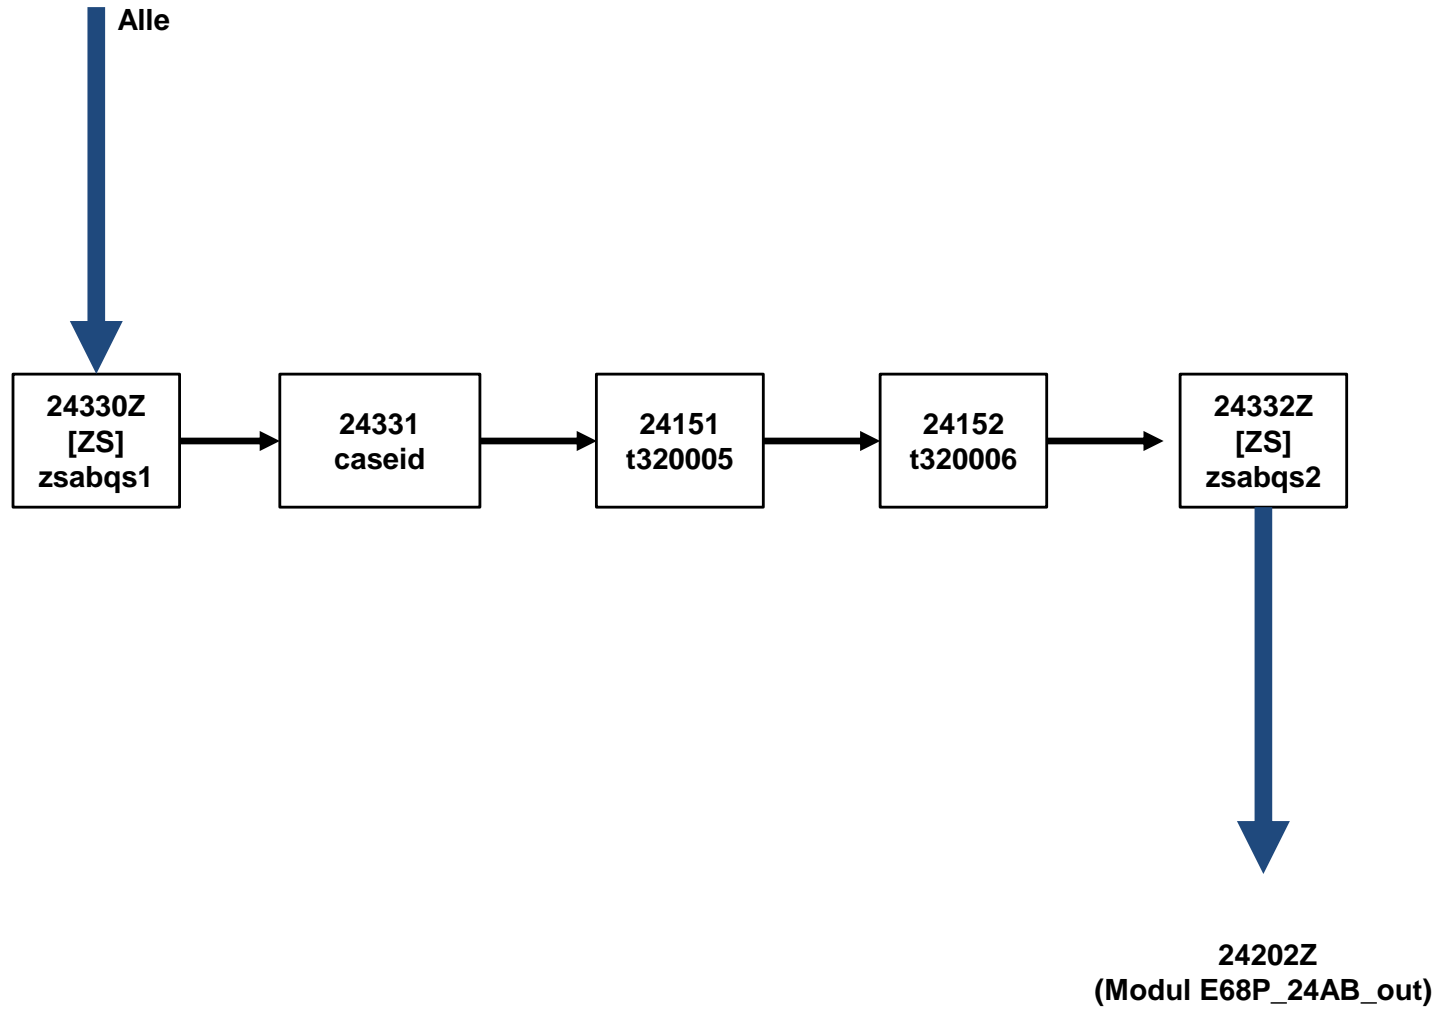 Alle
24330Z
[ZS]
zsabqs1
24331
caseid
24151
t320005
24152
t320006
24332Z
[ZS]
zsabqs2
24202Z
(Modul E68P_24AB_out)